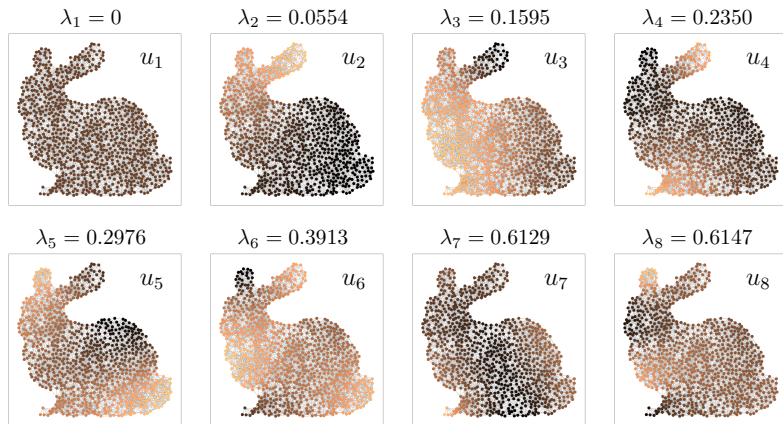 λ₁ = 0 λ₂ = 0.0554 λ₃ = 0.1595 λ₄ = 0.2350
u₁ u₂ u₃ u₄
λ₅ = 0.2976 λ₆ = 0.3913 λ₇ = 0.6129 λ₈ = 0.6147
u₅ u₆ u₇ u₈